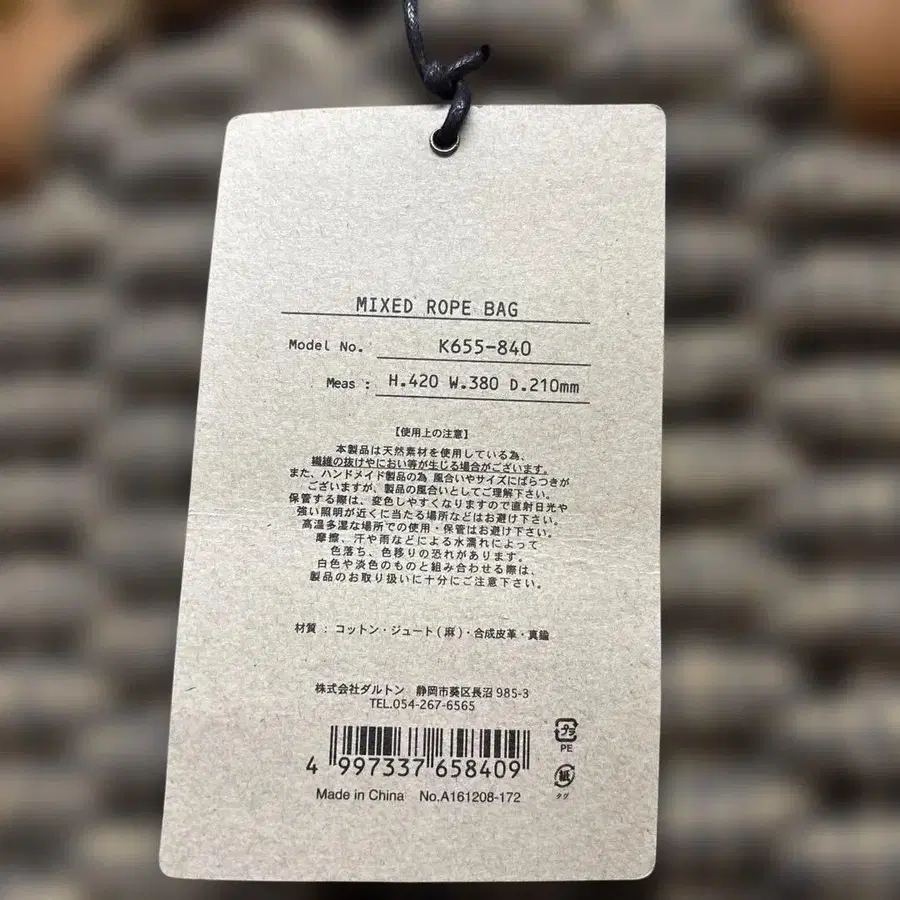 MIXED ROPE BAG
Model No. K655-840
Meas : H.420 W.380 D.210mm
【使用上の注意】
本製品は天然素材を使用している為、
繊維の抜けやにおい等が生じる場合がございます。
また、ハンドメイド製品の為 風合いやサイズにばらつきが
ございますが、製品の風合いとしてご理解下さい。
保管する際は、変色しやすくなりますので直射日光や
強い照明が近くに当たる場所などはお避け下さい。
高温多湿な場所での使用・保管はお避け下さい。
摩擦、汗や雨などによる水濡れによって
色落ち、色移りの恐れがあります。
白色や淡色のものと組み合わせる際は、
製品のお取り扱いに十分にご注意下さい。
材質 : コットン・ジュート(麻)・合成皮革・真鍮
株式会社ダルトン 静岡市葵区長沼 985-3
TEL.054-267-6565
4 997337 658409
プラ
PE
紙
タグ
Made in China No.A161208-172